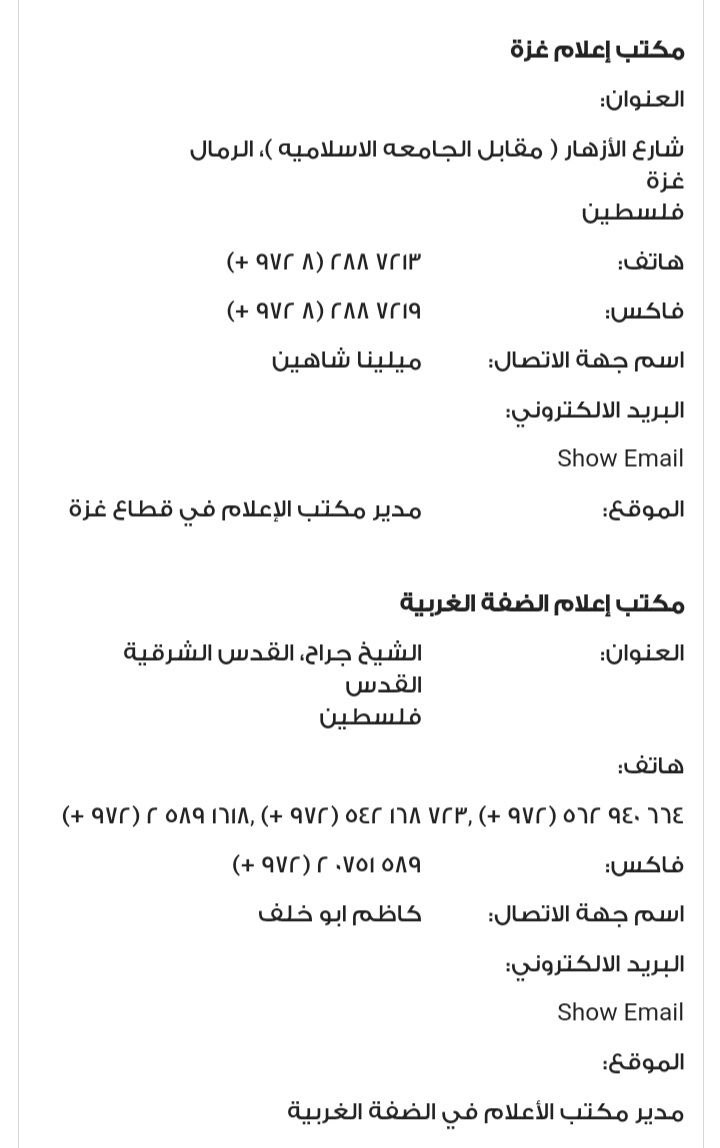 مكتب إعلام غزة
العنوان:
شارع الأزهار ( مقابل الجامعه الاسلاميه )، الرمال
غزة
فلسطين
هاتف: (+ ٩٧٢ ٨) ٢٨٨ ٧٢١٣
فاكس: (+ ٩٧٢ ٨) ٢٨٨ ٧٢١٩
اسم جهة الاتصال: ميلينا شاهين
البريد الالكتروني:
Show Email
الموقع: مدير مكتب الإعلام في قطاع غزة
مكتب إعلام الضفة الغربية
العنوان: الشيخ جراح، القدس الشرقية
القدس
فلسطين
هاتف:
(+ ٩٧٢) ٢ ٥٨٩ ١٦١٨, (+ ٩٧٢) ٥٤٢ ١٦٨ ٧٢٣, (+ ٩٧٢) ٥٦٢ ٩٤٠ ٦٦٤
فاكس: (+ ٩٧٢) ٢ ٠٧٥١ ٥٨٩
اسم جهة الاتصال: كاظم ابو خلف
البريد الالكتروني:
Show Email
الموقع:
مدير مكتب الأعلام في الضفة الغربية